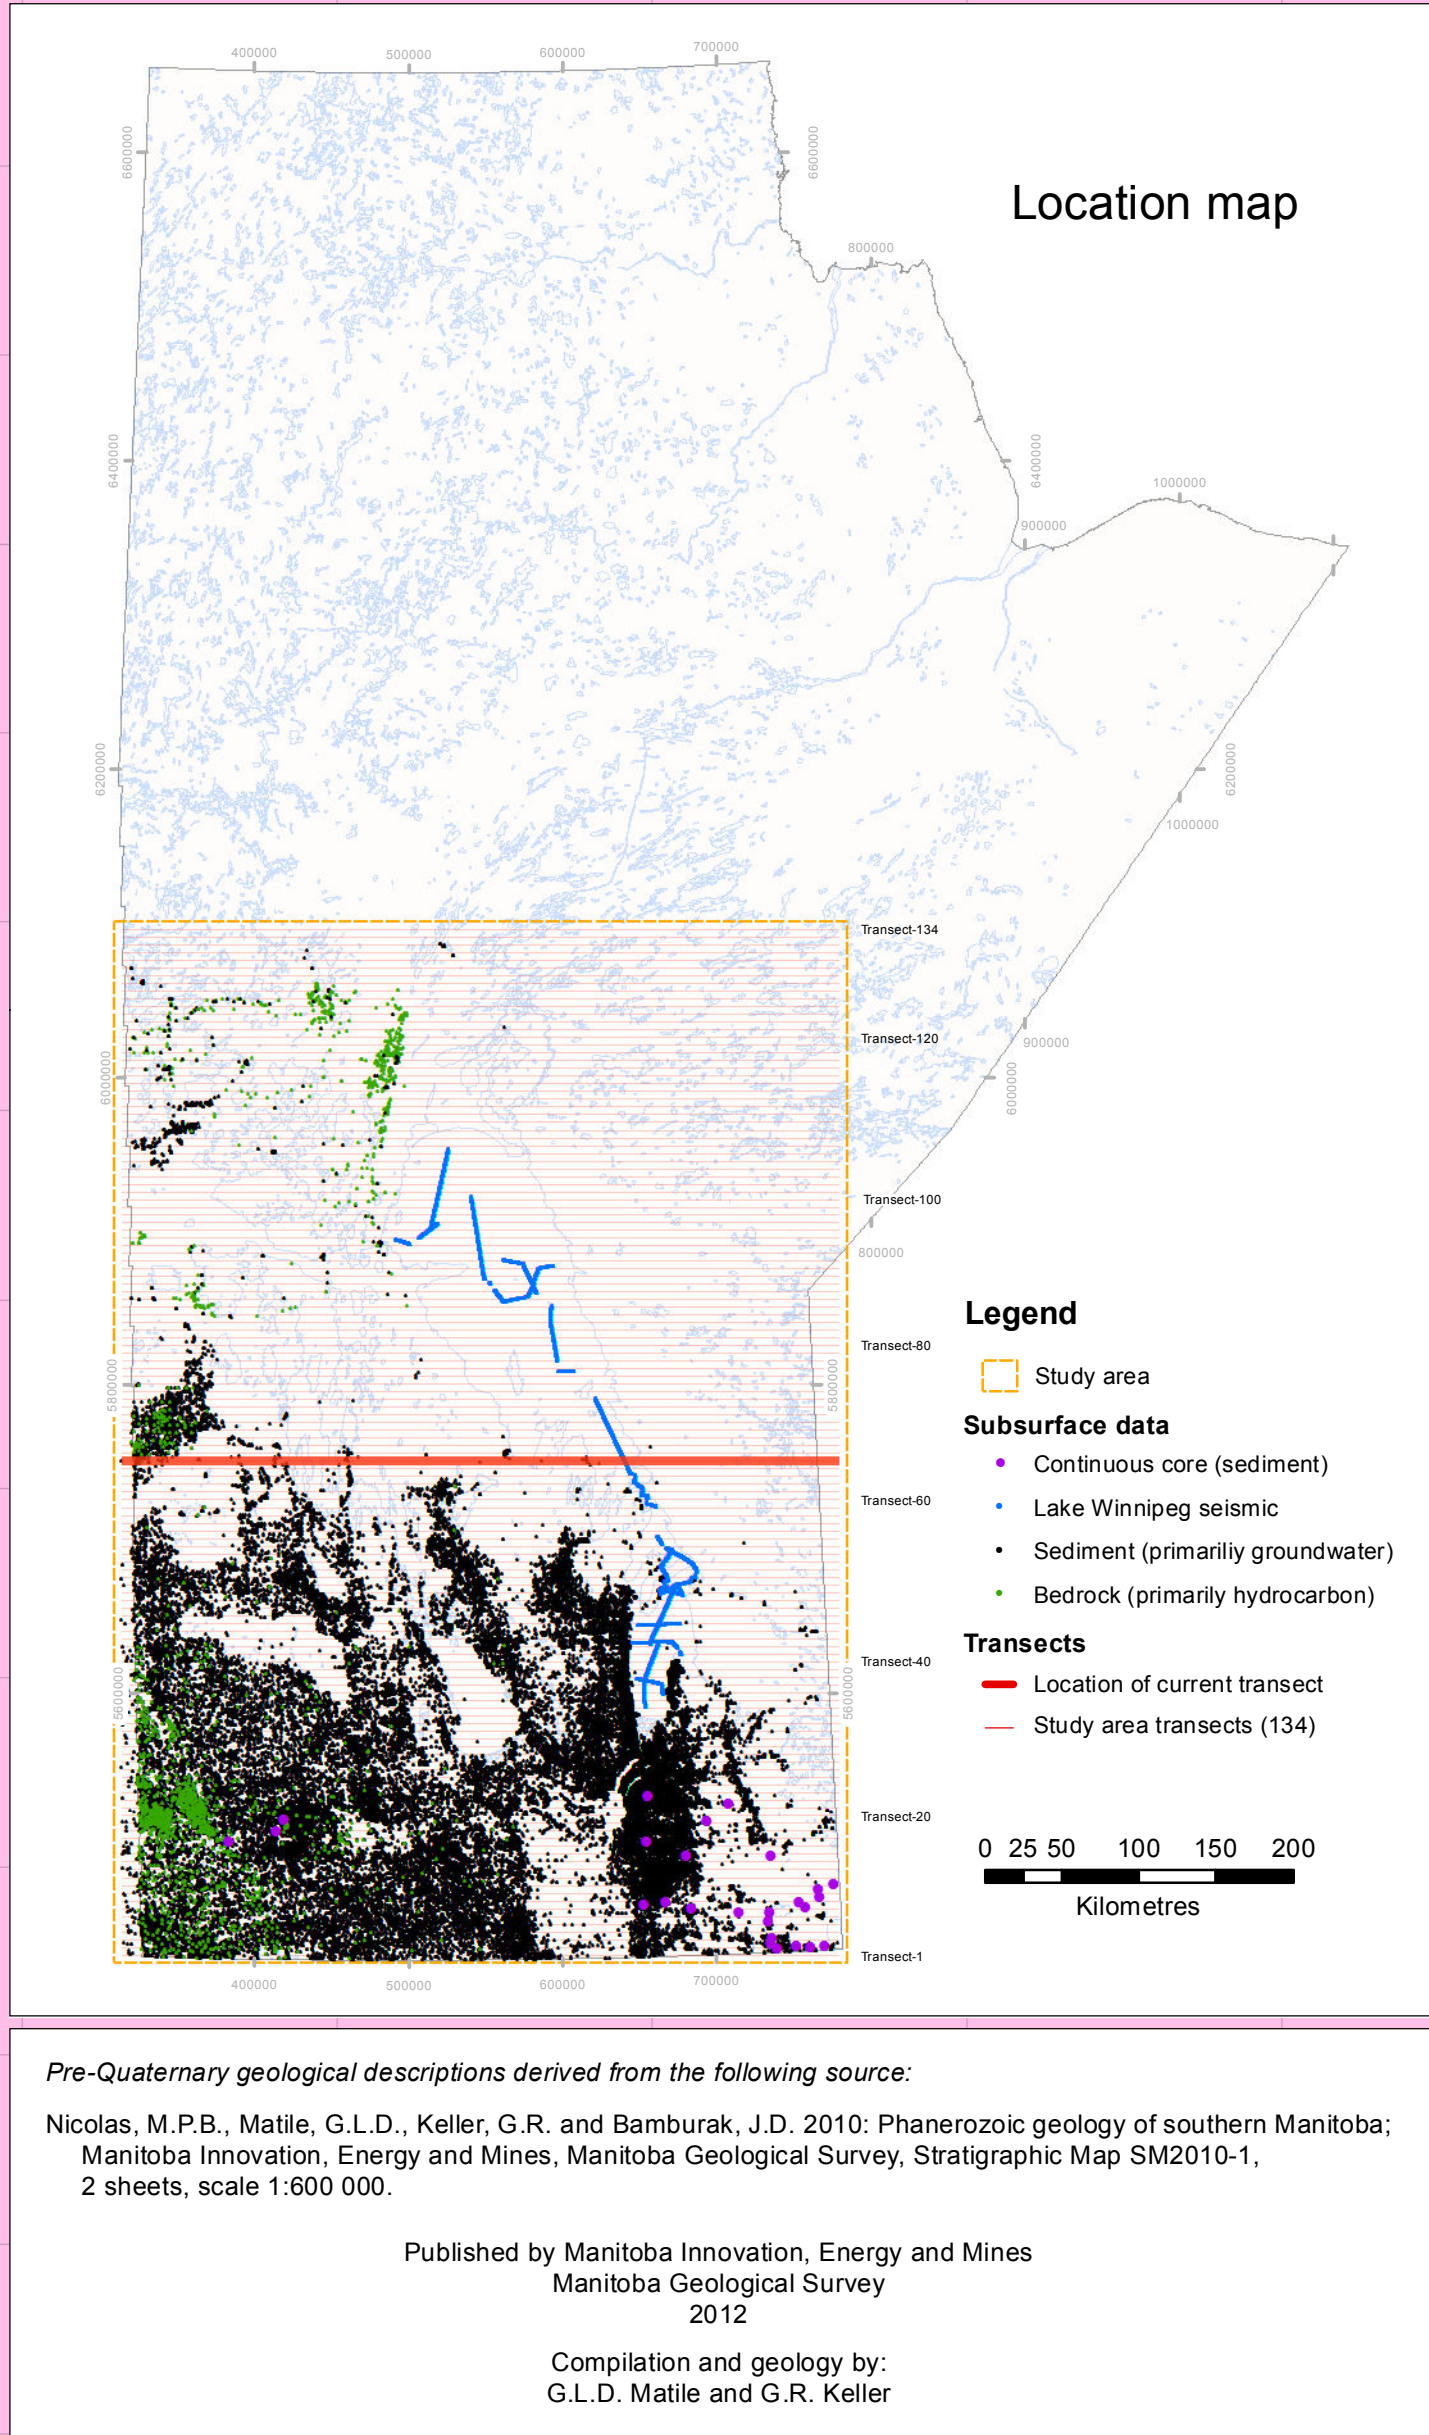 400000
500000
600000
700000
6600000
6600000
Location map
800000
6400000
6400000
1000000
900000
6200000
6200000
1000000
Transect-134
Transect-120
900000
6000000
6000000
Transect-100
800000
Legend
Transect-80
5800000
5800000
Study area
Subsurface data
Continuous core (sediment)
Transect-60
Lake Winnipeg seismic
Sediment (primariliy groundwater)
Bedrock (primarily hydrocarbon)
Transects
Transect-40
5600000
5600000
Location of current transect
Study area transects (134)
Transect-20
0 25 50 100 150 200
Kilometres
Transect-1
400000
500000
600000
700000
Pre-Quaternary geological descriptions derived from the following source:
Nicolas, M.P.B., Matile, G.L.D., Keller, G.R. and Bamburak, J.D. 2010: Phanerozoic geology of southern Manitoba;
Manitoba Innovation, Energy and Mines, Manitoba Geological Survey, Stratigraphic Map SM2010-1,
2 sheets, scale 1:600 000.
Published by Manitoba Innovation, Energy and Mines
Manitoba Geological Survey
2012
Compilation and geology by:
G.L.D. Matile and G.R. Keller